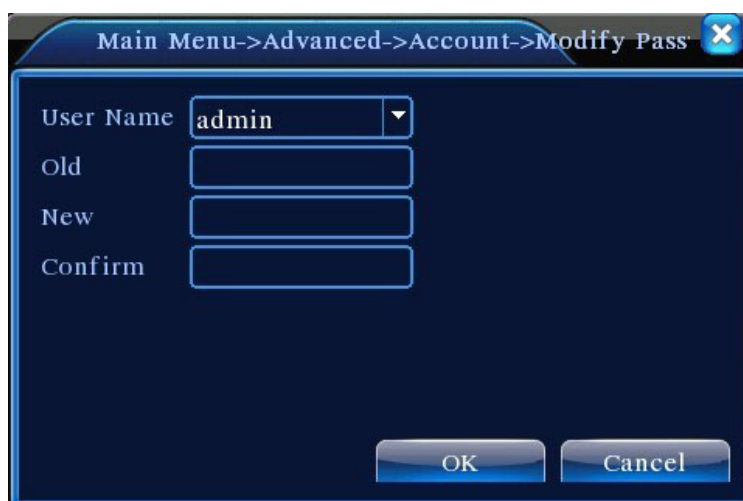 Main Menu->Advanced->Account->Modify Pass
User Name admin
Old
New
Confirm
OK Cancel